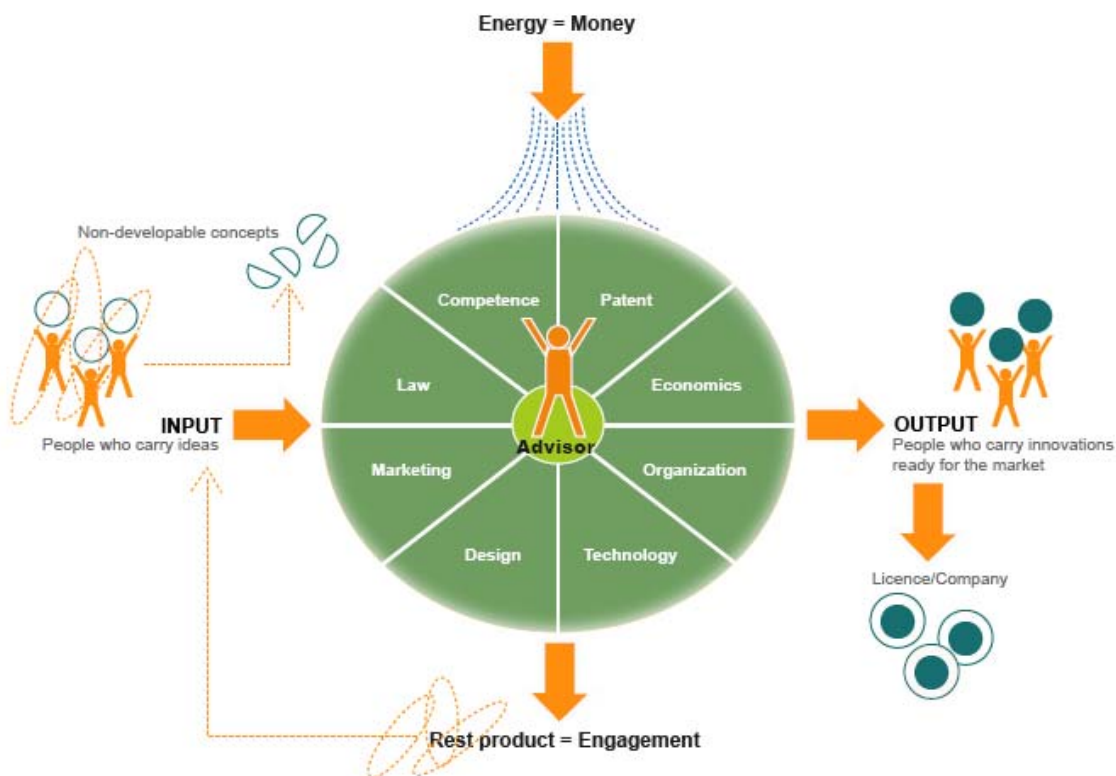 Energy = Money
Non-developable concepts
Competence
Patent
Law
Economics
INPUT
People who carry ideas
Advisor
OUTPUT
People who carry innovations
ready for the market
Marketing
Organization
Design
Technology
Licence/Company
Rest product = Engagement